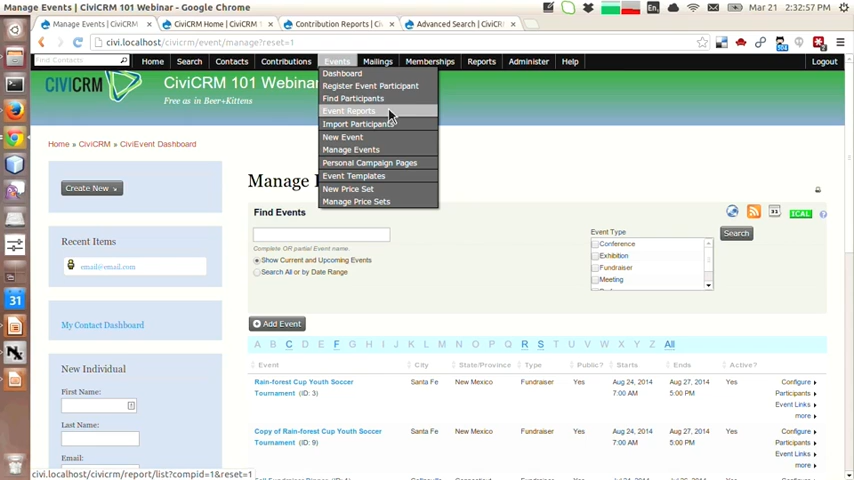 Manage Events | CiviCRM 101 Webinar - Google Chrome
2:32:57 PM
Manage Events | CiviCRM
CiviCRM Home | CiviCRM
Contribution Reports | Civ
Advanced Search | CiviCRM
civi.localhost/civicrm/event/manage?reset=1
Find Contacts
Home
Search
Contacts
Contributions
Events
Mailings
Memberships
Reports
Administer
Help
Logout
Dashboard
Register Event Participant
Find Participants
Event Reports
Import Participants
New Event
Manage Events
Personal Campaign Pages
Event Templates
New Price Set
Manage Price Sets
CIVICRM
CiviCRM 101 Webinar
Free as in Beer+Kittens
Home » CiviCRM » CiviEvent Dashboard
Create New
Manage
Recent Items
email@email.com
My Contact Dashboard
New Individual
First Name:
Last Name:
Email:
Find Events
ICAL
Complete OR partial Event name.
Show Current and Upcoming Events
Search All or by Date Range
Event Type
Conference
Exhibition
Fundraiser
Meeting
Search
Add Event
A B C D E F G H I J K L M N O P Q R S T U V W X Y Z All
Event City State/Province Type Public? Starts Ends Active?
Rain-forest Cup Youth Soccer Tournament (ID: 3) Santa Fe New Mexico Fundraiser Yes Aug 24, 2014 7:00 AM Aug 27, 2014 5:00 PM Yes
Configure
Participants
Event Links
more
Copy of Rain-forest Cup Youth Soccer Tournament (ID: 9) Santa Fe New Mexico Fundraiser Yes Aug 24, 2014 7:00 AM Aug 27, 2014 5:00 PM Yes
Configure
Participants
Event Links
more
civi.localhost/civicrm/report/list?compid=1&reset=1